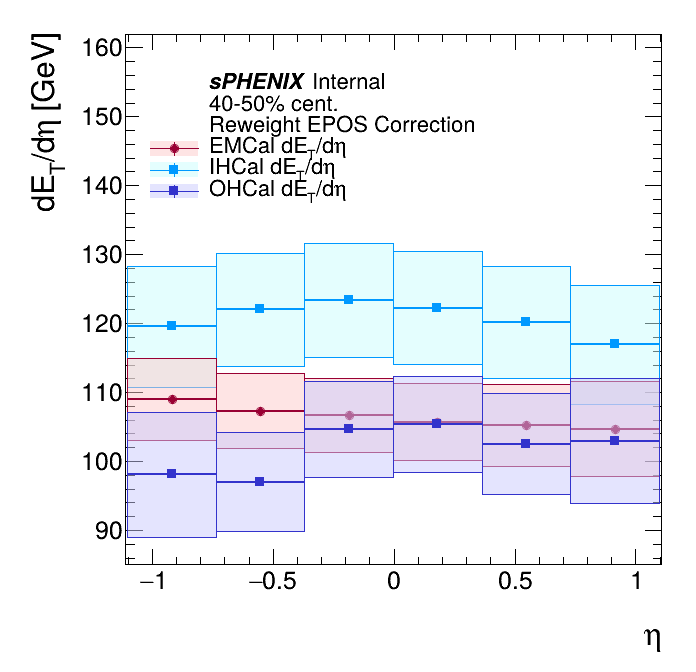 dE_T/dη [GeV]
160
150
140
130
120
110
100
90
sPHENIX Internal
40-50% cent.
Reweight EPOS Correction
EMCal dE_T/dη
IHCal dE_T/dη
OHCal dE_T/dη
−1
−0.5
0
0.5
1
η